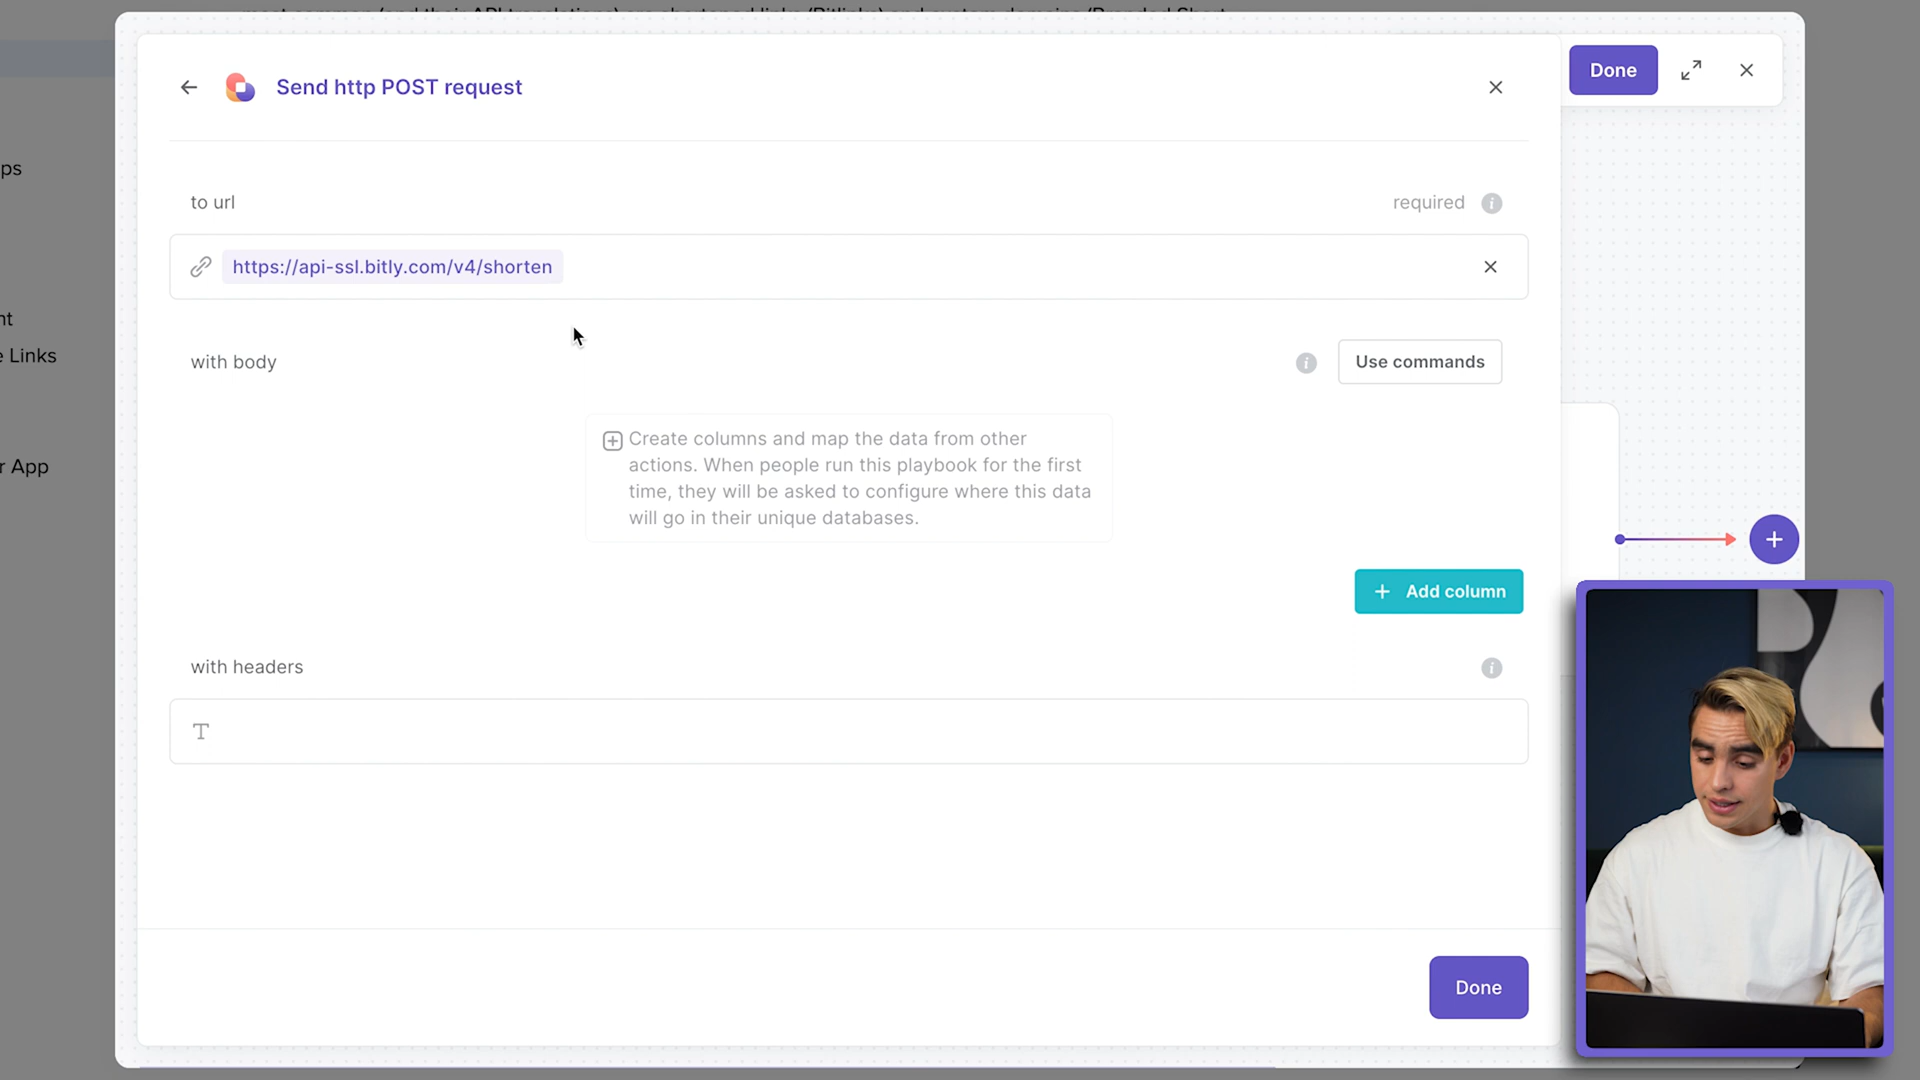 Send http POST request
Done
ps
to url
required
https://api-ssl.bitly.com/v4/shorten
nt
e Links
with body
Use commands
Create columns and map the data from other
actions. When people run this playbook for the first
time, they will be asked to configure where this data
will go in their unique databases.
r App
Add column
with headers
Done